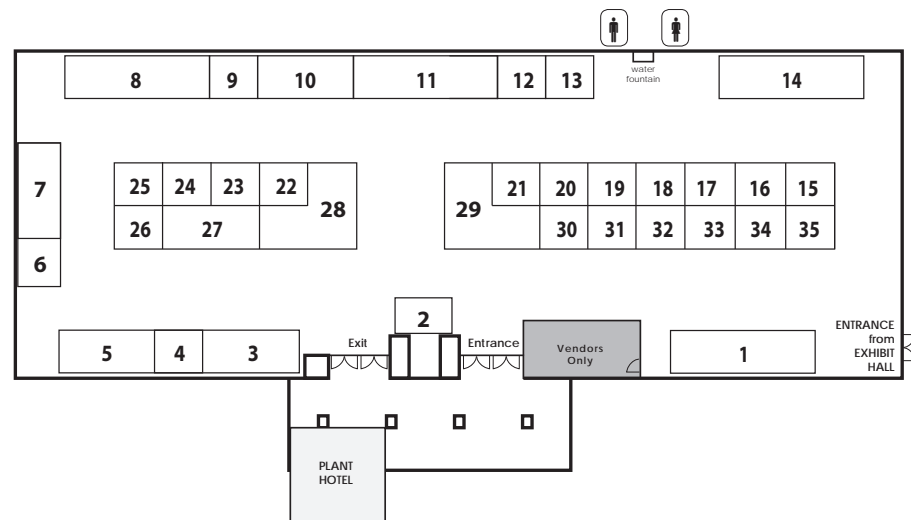 water
fountain
8 9 10 11 12 13 14
7
25 24 23 22 28
29 21 20 19 18 17 16 15
26 27
30 31 32 33 34 35
6
2
Exit
Entrance
Vendors
Only
ENTRANCE
from
EXHIBIT
HALL
5 4 3
1
PLANT
HOTEL